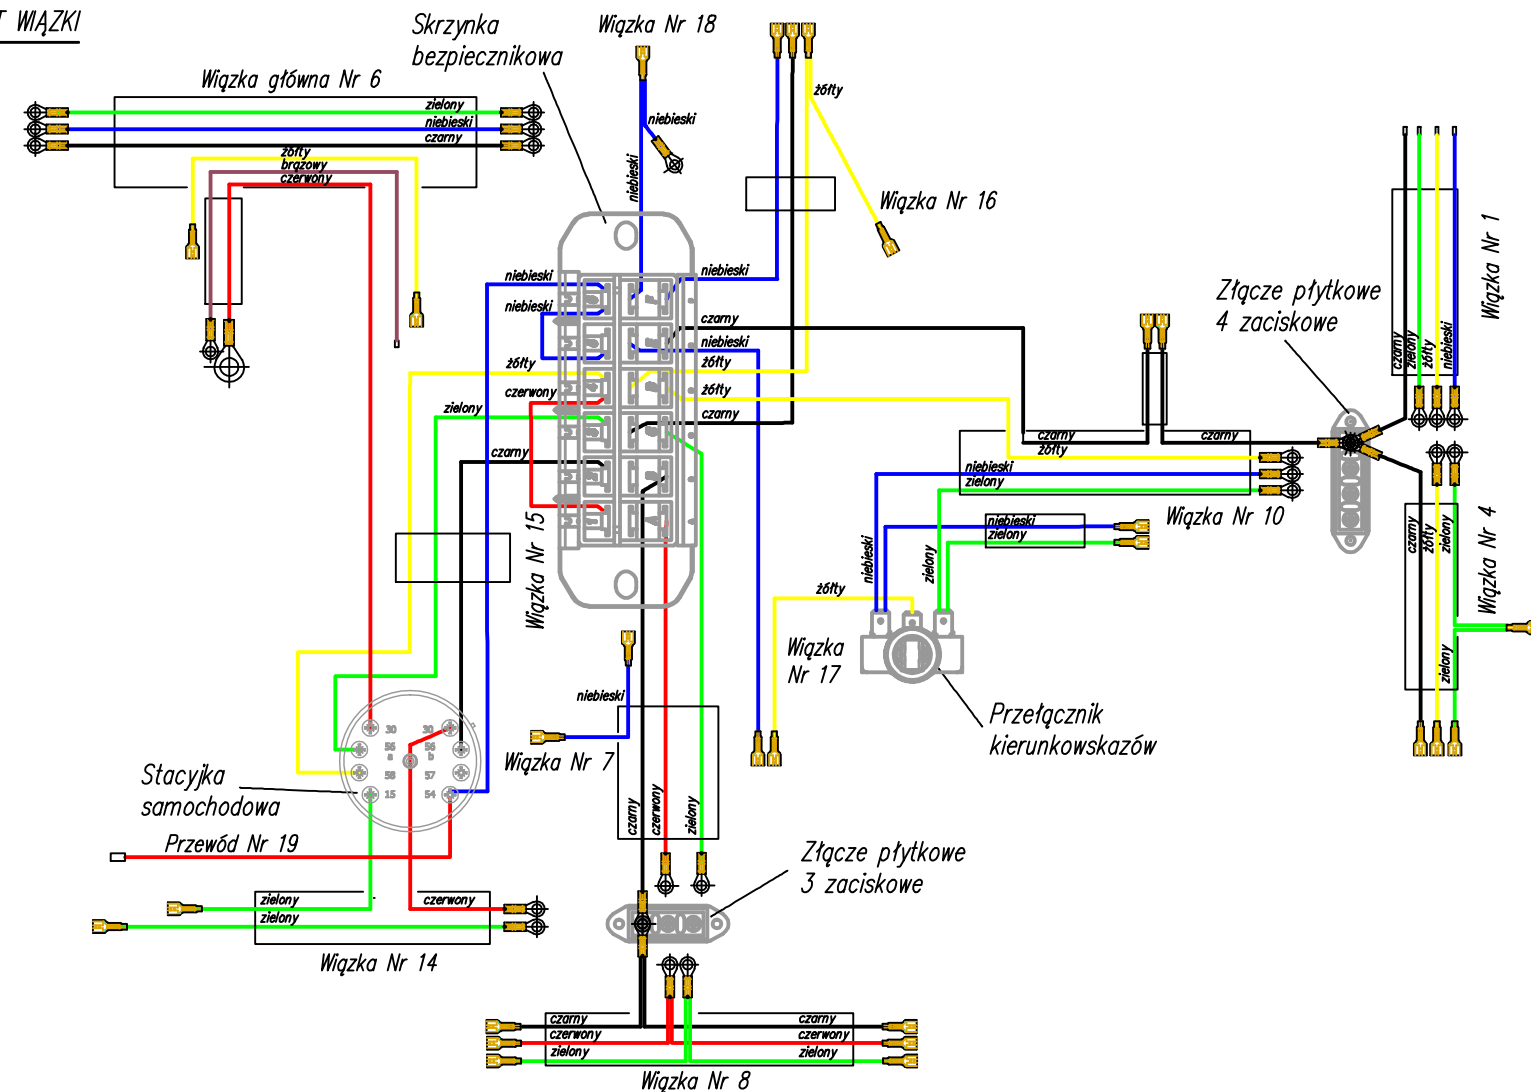 T WIĄZKI
Skrzynka
bezpiecznikowa
Wiązka Nr 18
Wiązka główna Nr 6
zielony
niebieski
czarny
żółty
brązowy
czerwony
niebieski
niebieski
żółty
Wiązka Nr 16
Wiązka Nr 1
czarny
zielony
żółty
niebieski
Złącze płytkowe
4 zaciskowe
niebieski
niebieski
niebieski
czarny
niebieski
żółty
żółty
żółty
czerwony
zielony
czarny
czarny
Wiązka Nr 15
czarny
czarny
żółty
niebieski
zielony
Wiązka Nr 10
niebieski
zielony
niebieski
zielony
żółty
Wiązka
Nr 17
Przełącznik
kierunkowskazów
czarny
żółty
zielony
zielony
Wiązka Nr 4
niebieski
Wiązka Nr 7
30
30
56
a
56
b
58
57
15
54
Stacyjka
samochodowa
Przewód Nr 19
zielony
czerwony
zielony
Wiązka Nr 14
czarny
czerwony
zielony
Złącze płytkowe
3 zaciskowe
czarny
czarny
czerwony
czerwony
zielony
zielony
Wiązka Nr 8